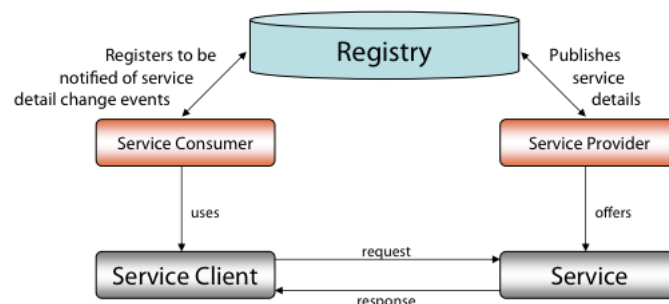 Registry
Registers to be
notified of service
detail change events
Publishes
service
details
Service Consumer
Service Provider
uses
offers
request
Service Client
Service
response